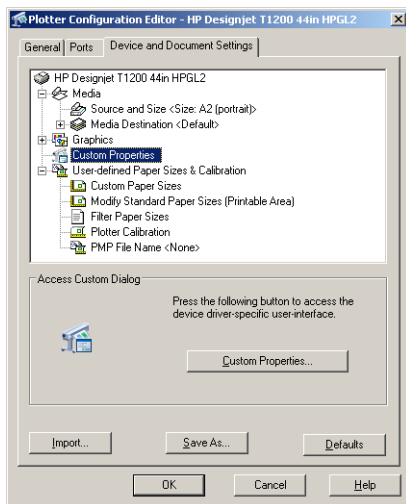 Plotter Configuration Editor - HP Designjet T1200 44in HPGL2
General Ports Device and Document Settings
HP Designjet T1200 44in HPGL2
Media
Source and Size <Size: A2 (portrait)>
Media Destination <Default>
Graphics
Custom Properties
User-defined Paper Sizes & Calibration
Custom Paper Sizes
Modify Standard Paper Sizes (Printable Area)
Filter Paper Sizes
Plotter Calibration
PMP File Name <None>
Access Custom Dialog
Press the following button to access the
device driver-specific user-interface.
Custom Properties...
Import... Save As... Defaults
OK Cancel Help